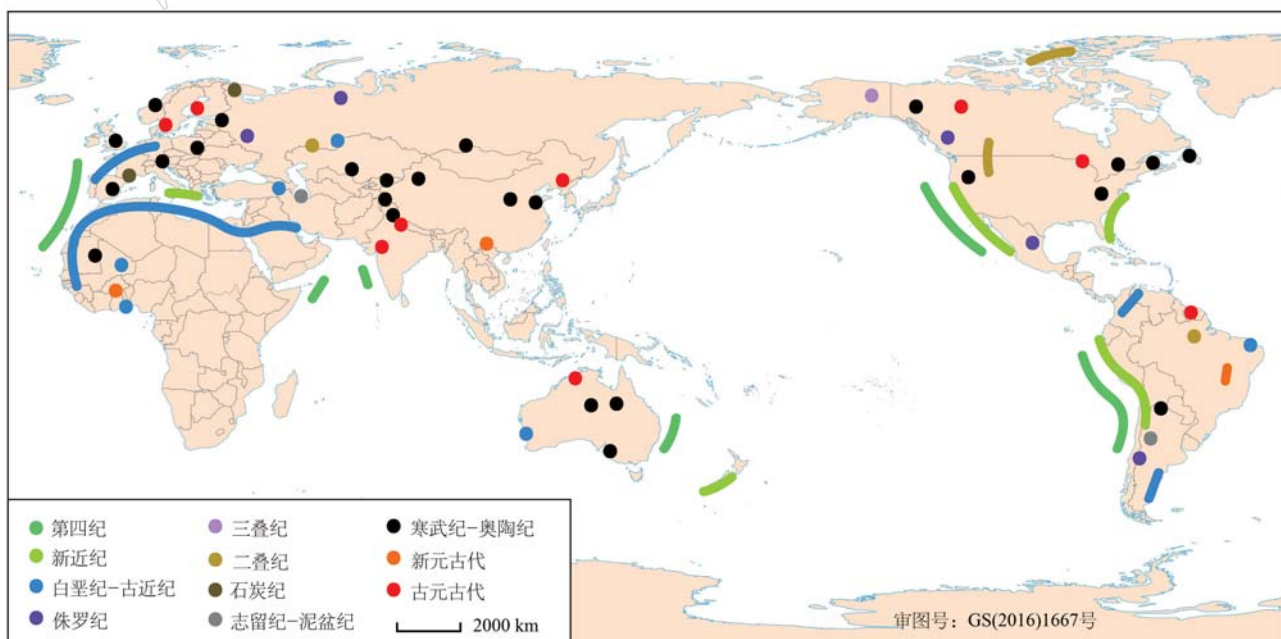 第四纪
新近纪
白垩纪–古近纪
侏罗纪
三叠纪
二叠纪
石炭纪
志留纪–泥盆纪
寒武纪–奥陶纪
新元古代
古元古代
2000 km
审图号：GS(2016)1667号